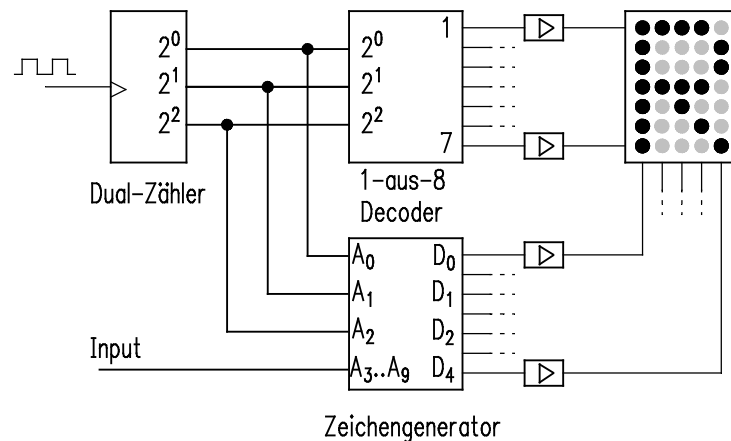 2⁰
2¹
2²
Dual-Zähler
2⁰
2¹
2²
1
7
1-aus-8
Decoder
A₀
A₁
A₂
A₃..A₉
D₀
D₁
D₂
D₄
Input
Zeichengenerator